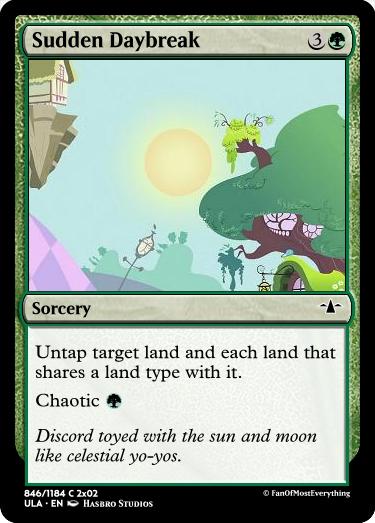 Sudden Daybreak 3
Sorcery
Untap target land and each land that
shares a land type with it.
Chaotic
Discord toyed with the sun and moon
like celestial yo-yos.
846/1184 C 2x02
ULA • EN Hasbro Studios
© FanOfMostEverything